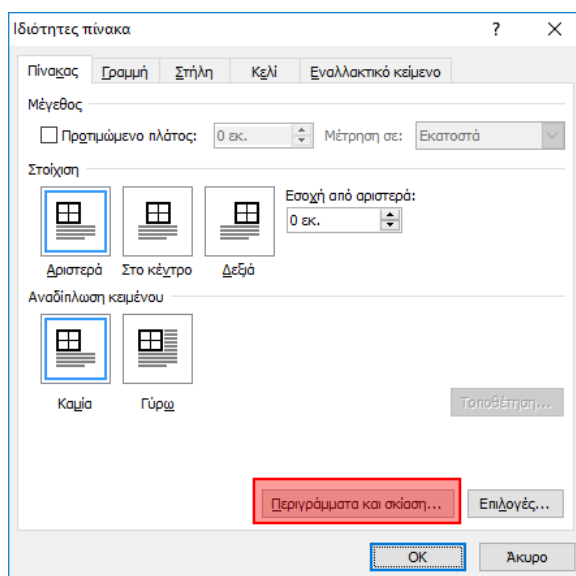 Ιδιότητες πίνακα ?
Πίνακας Γραμμή Στήλη Κελί Εναλλακτικό κείμενο
Μέγεθος
Προτιμώμενο πλάτος: 0 εκ. Μέτρηση σε: Εκατοστά
Στοίχιση
Εσοχή από αριστερά:
0 εκ.
Αριστερά Στο κέντρο Δεξιά
Αναδίπλωση κειμένου
Καμία Γύρω
Τοποθέτηση...
Περιγράμματα και σκίαση... Επιλογές...
OK Άκυρο